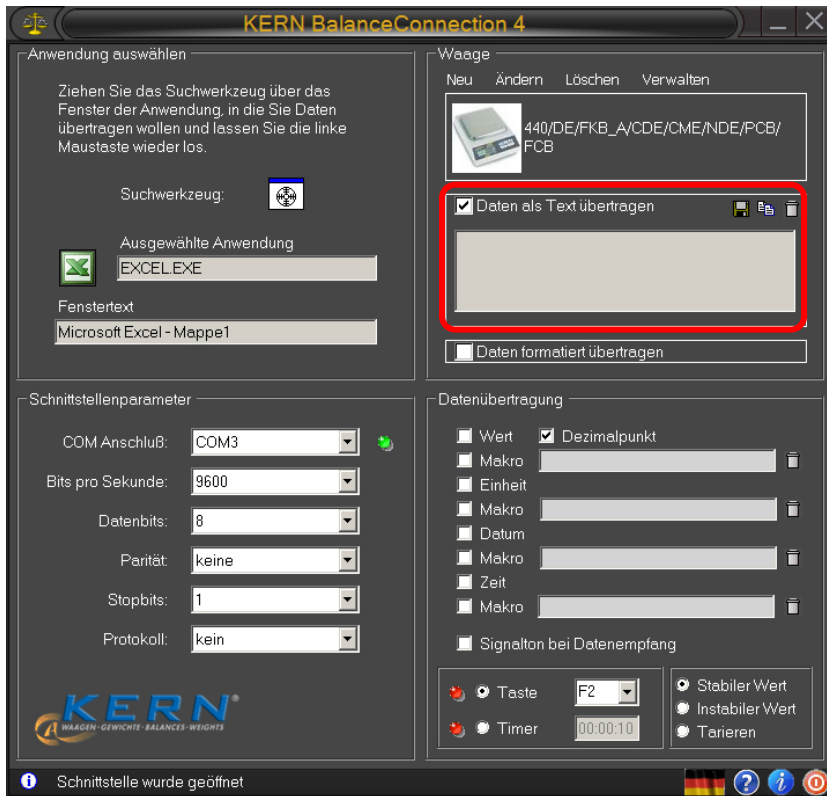 KERN BalanceConnection 4
Anwendung auswählen
Ziehen Sie das Suchwerkzeug über das
Fenster der Anwendung, in die Sie Daten
übertragen wollen und lassen Sie die linke
Maustaste wieder los.
Suchwerkzeug:
Ausgewählte Anwendung
EXCEL.EXE
Fenstertext
Microsoft Excel - Mappe1
Waage
Neu Ändern Löschen Verwalten
440/DE/FKB_A/CDE/CME/NDE/PCB/
FCB
Daten als Text übertragen
Daten formatiert übertragen
Schnittstellenparameter
COM Anschluß: COM3
Bits pro Sekunde: 9600
Datenbits: 8
Parität: keine
Stopbits: 1
Protokoll: kein
KERN
WAAGEN-GEWICHTE-BALANCES-WEIGHTS
Datenübertragung
Wert Dezimalpunkt
Makro
Einheit
Makro
Datum
Makro
Zeit
Makro
Signalton bei Datenempfang
Taste F2
Timer 00:00:10
Stabiler Wert
Instabiler Wert
Tarieren
Schnittstelle wurde geöffnet